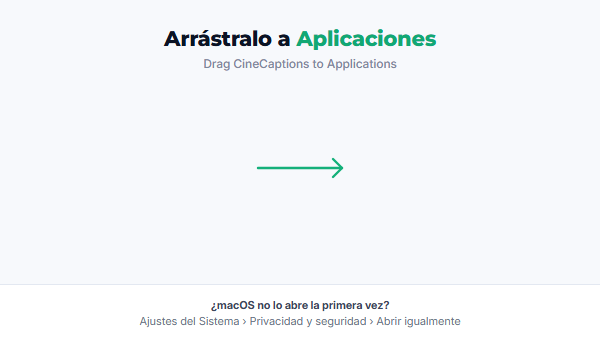 Arrástralo a Aplicaciones
Drag CineCaptions to Applications
¿macOS no lo abre la primera vez?
Ajustes del Sistema › Privacidad y seguridad › Abrir igualmente